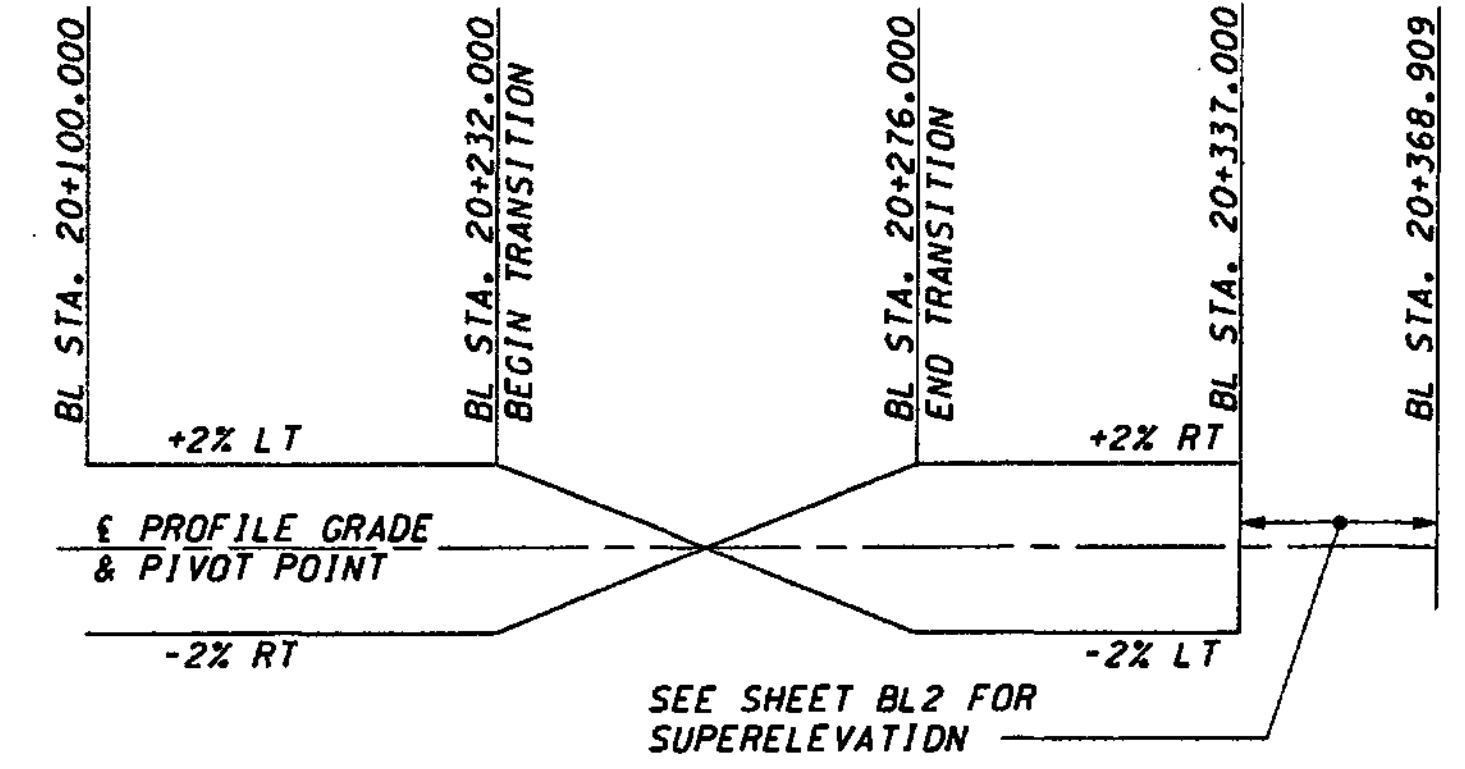 BL STA. 20+100.000
BL STA. 20+232.000
BEGIN TRANSITION
BL STA. 20+276.000
END TRANSITION
BL STA. 20+337.000
BL STA. 20+368.909
+2% LT
+2% RT
℄ PROFILE GRADE
& PIVOT POINT
-2% RT
-2% LT
SEE SHEET BL2 FOR
SUPERELEVATION